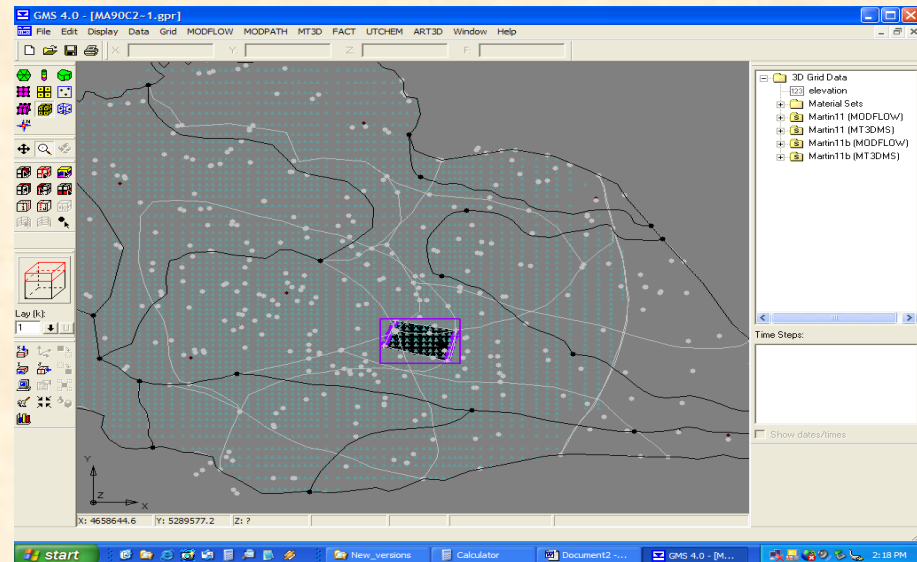 GMS 4.0 - [MA90C2~1.gpr]
File Edit Display Data Grid MODFLOW MODPATH MT3D FACT UTCHEM ART3D Window Help
X: Y: Z: F:
3D Grid Data
elevation
Material Sets
Martin11 (MODFLOW)
Martin11 (MT3DMS)
Martin11b (MODFLOW)
Martin11b (MT3DMS)
Lay [k]:
1
Time Steps:
Show dates/times
Y
Z
X
X: 4658644.6 Y: 5289577.2 Z: ?
start New_versions Calculator Document2 -... GMS 4.0 - [M... 2:18 PM